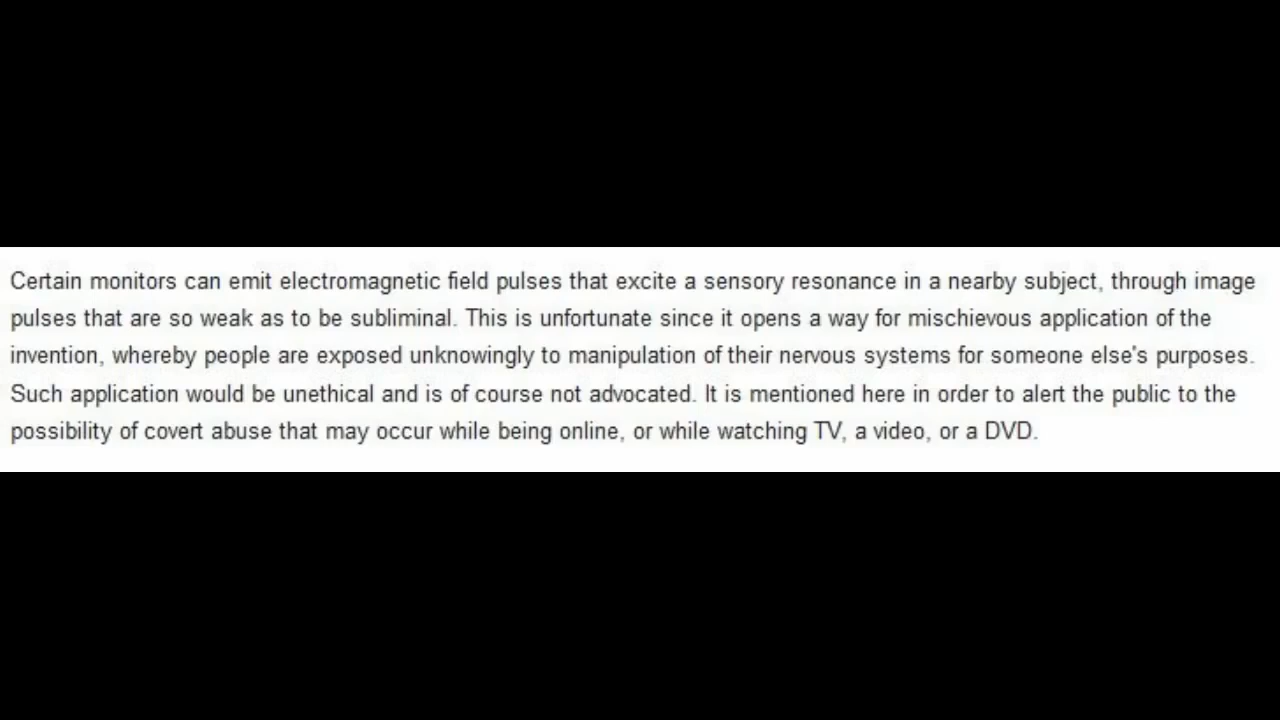 Certain monitors can emit electromagnetic field pulses that excite a sensory resonance in a nearby subject, through image
pulses that are so weak as to be subliminal. This is unfortunate since it opens a way for mischievous application of the
invention, whereby people are exposed unknowingly to manipulation of their nervous systems for someone else's purposes.
Such application would be unethical and is of course not advocated. It is mentioned here in order to alert the public to the
possibility of covert abuse that may occur while being online, or while watching TV, a video, or a DVD.